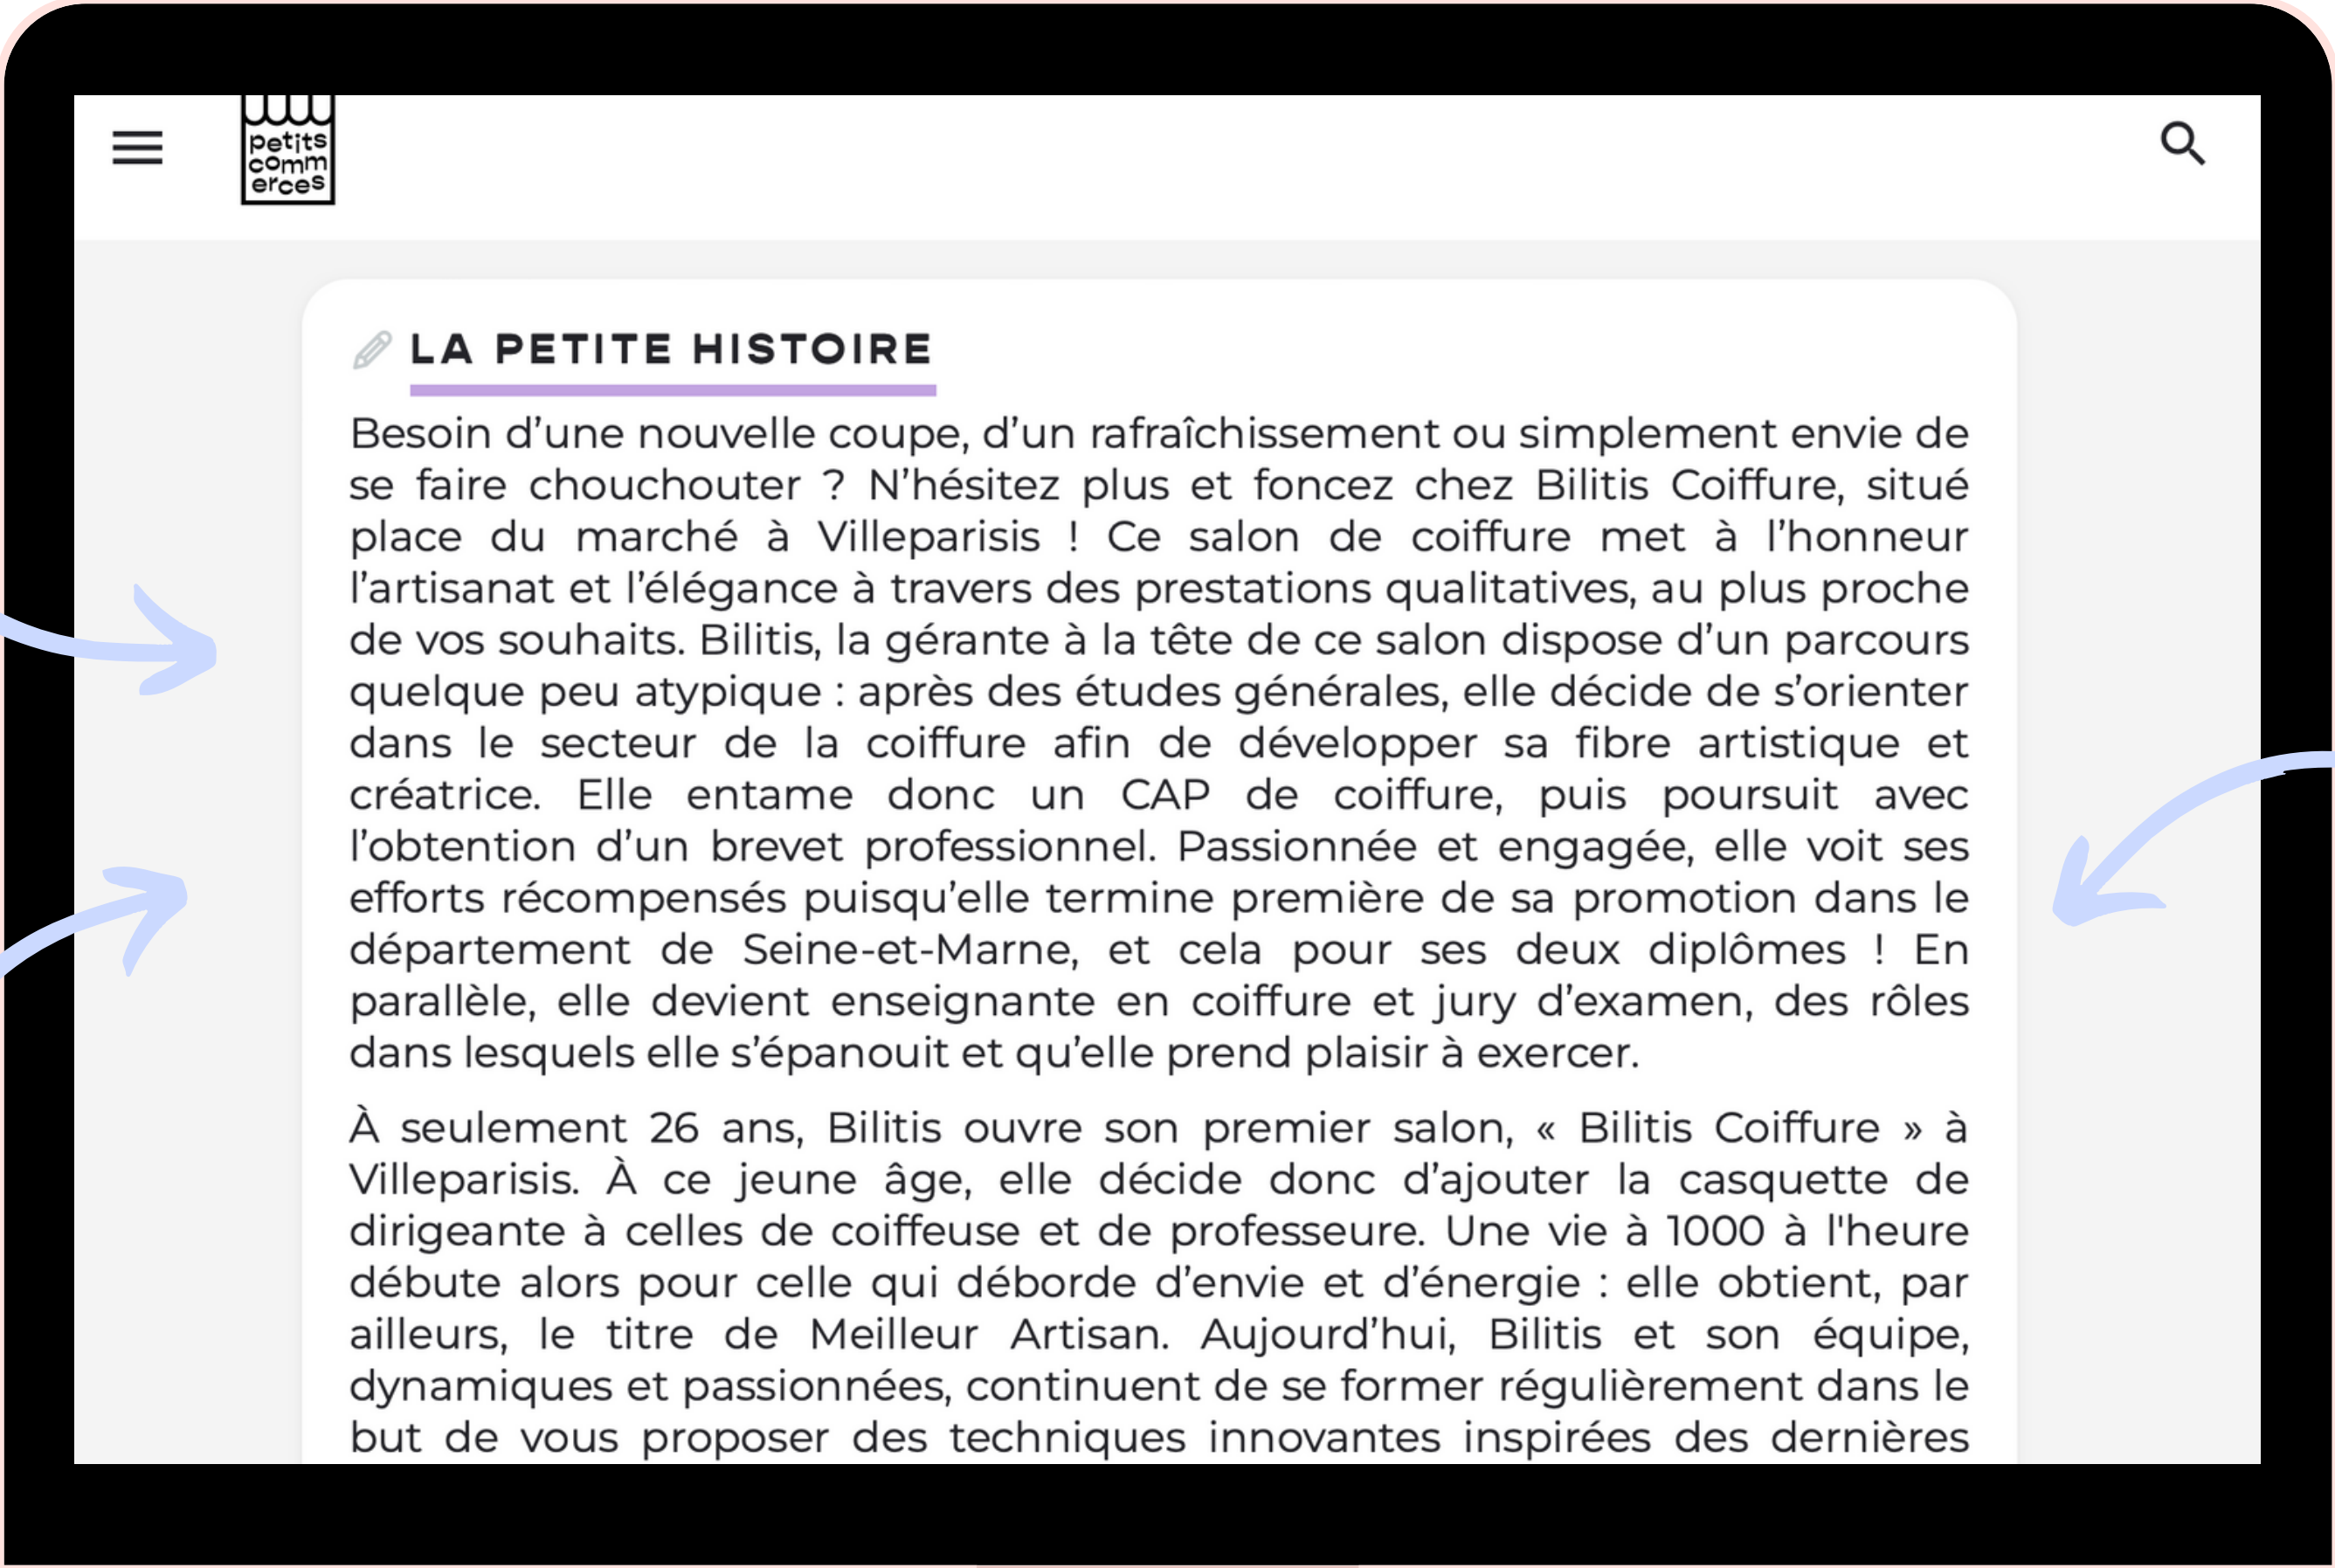 petits
comm
erces
LA PETITE HISTOIRE
Besoin d’une nouvelle coupe, d’un rafraîchissement ou simplement envie de
se faire chouchouter ? N’hésitez plus et foncez chez Bilitis Coiffure, situé
place du marché à Villeparisis ! Ce salon de coiffure met à l’honneur
l’artisanat et l’élégance à travers des prestations qualitatives, au plus proche
de vos souhaits. Bilitis, la gérante à la tête de ce salon dispose d’un parcours
quelque peu atypique : après des études générales, elle décide de s’orienter
dans le secteur de la coiffure afin de développer sa fibre artistique et
créatrice. Elle entame donc un CAP de coiffure, puis poursuit avec
l’obtention d’un brevet professionnel. Passionnée et engagée, elle voit ses
efforts récompensés puisqu’elle termine première de sa promotion dans le
département de Seine-et-Marne, et cela pour ses deux diplômes ! En
parallèle, elle devient enseignante en coiffure et jury d’examen, des rôles
dans lesquels elle s’épanouit et qu’elle prend plaisir à exercer.
À seulement 26 ans, Bilitis ouvre son premier salon, « Bilitis Coiffure » à
Villeparisis. À ce jeune âge, elle décide donc d’ajouter la casquette de
dirigeante à celles de coiffeuse et de professeure. Une vie à 1000 à l'heure
débute alors pour celle qui déborde d’envie et d’énergie : elle obtient, par
ailleurs, le titre de Meilleur Artisan. Aujourd’hui, Bilitis et son équipe,
dynamiques et passionnées, continuent de se former régulièrement dans le
but de vous proposer des techniques innovantes inspirées des dernières